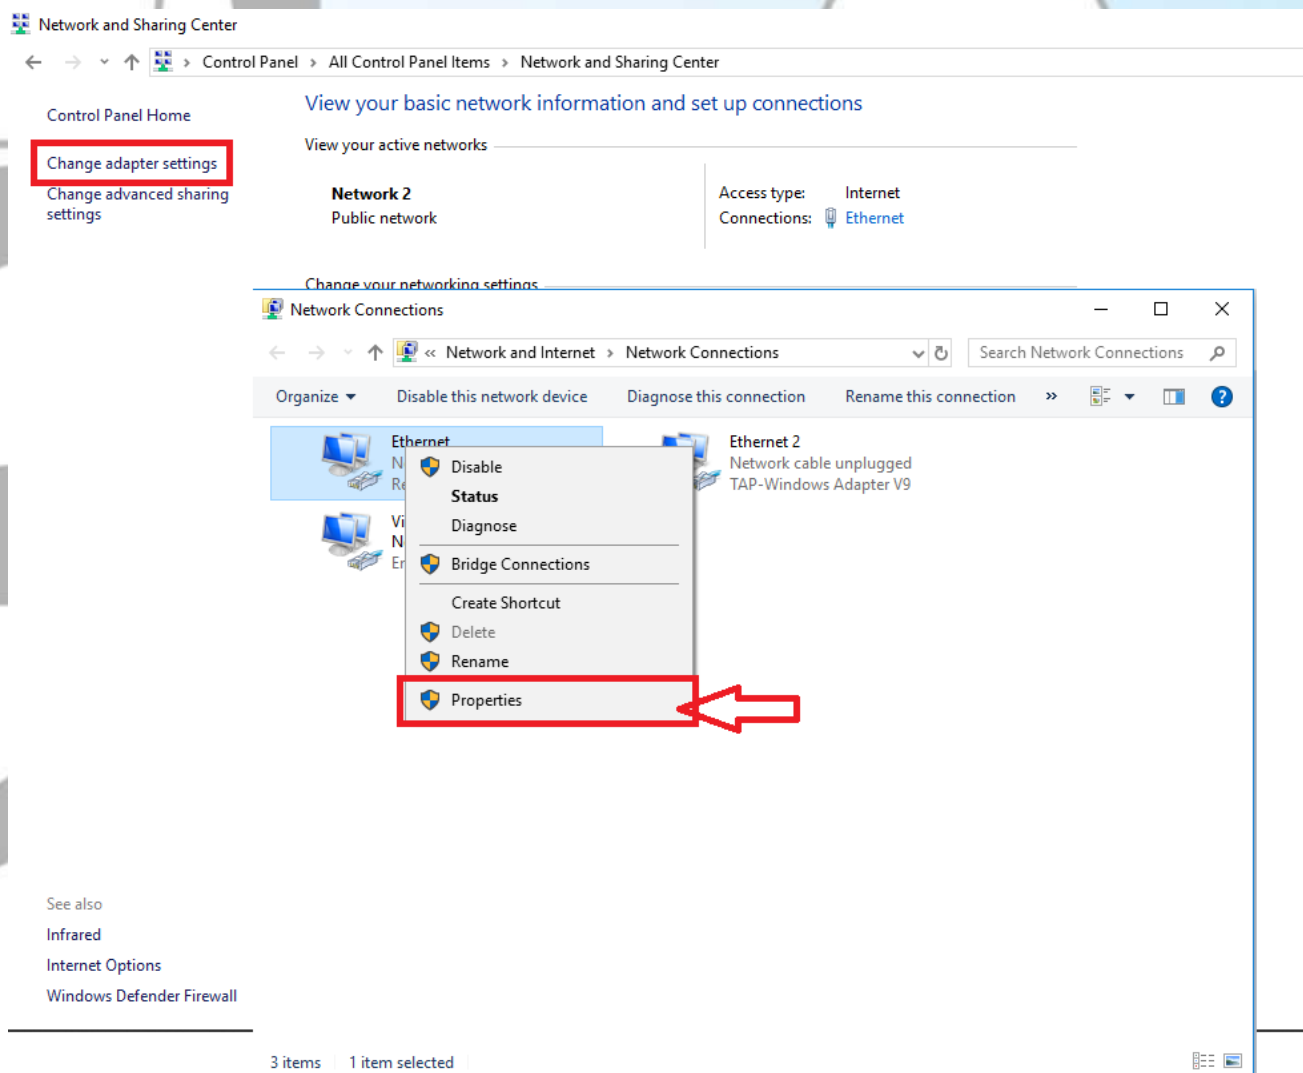 Network and Sharing Center
Control Panel > All Control Panel Items > Network and Sharing Center
Control Panel Home
Change adapter settings
Change advanced sharing
settings
View your basic network information and set up connections
View your active networks
Network 2
Public network
Access type: Internet
Connections: Ethernet
Change your networking settings
Network Connections
« Network and Internet > Network Connections
Search Network Connections
Organize
Disable this network device
Diagnose this connection
Rename this connection
»
Ethernet
Ethernet 2
Network cable unplugged
TAP-Windows Adapter V9
Disable
Status
Diagnose
Bridge Connections
Create Shortcut
Delete
Rename
Properties
See also
Infrared
Internet Options
Windows Defender Firewall
3 items
1 item selected